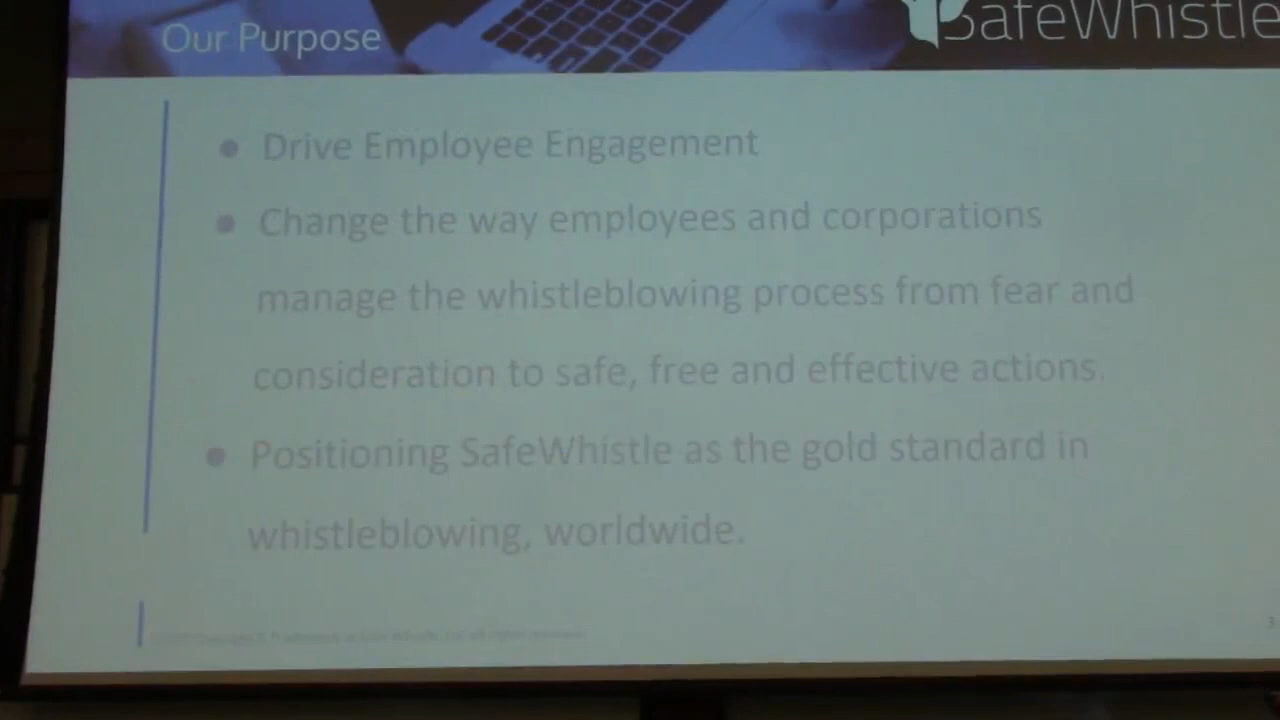 Our Purpose
SafeWhistle
● Drive Employee Engagement
● Change the way employees and corporations
manage the whistleblowing process from fear and
consideration to safe, free and effective actions.
● Positioning SafeWhistle as the gold standard in
whistleblowing, worldwide.
3